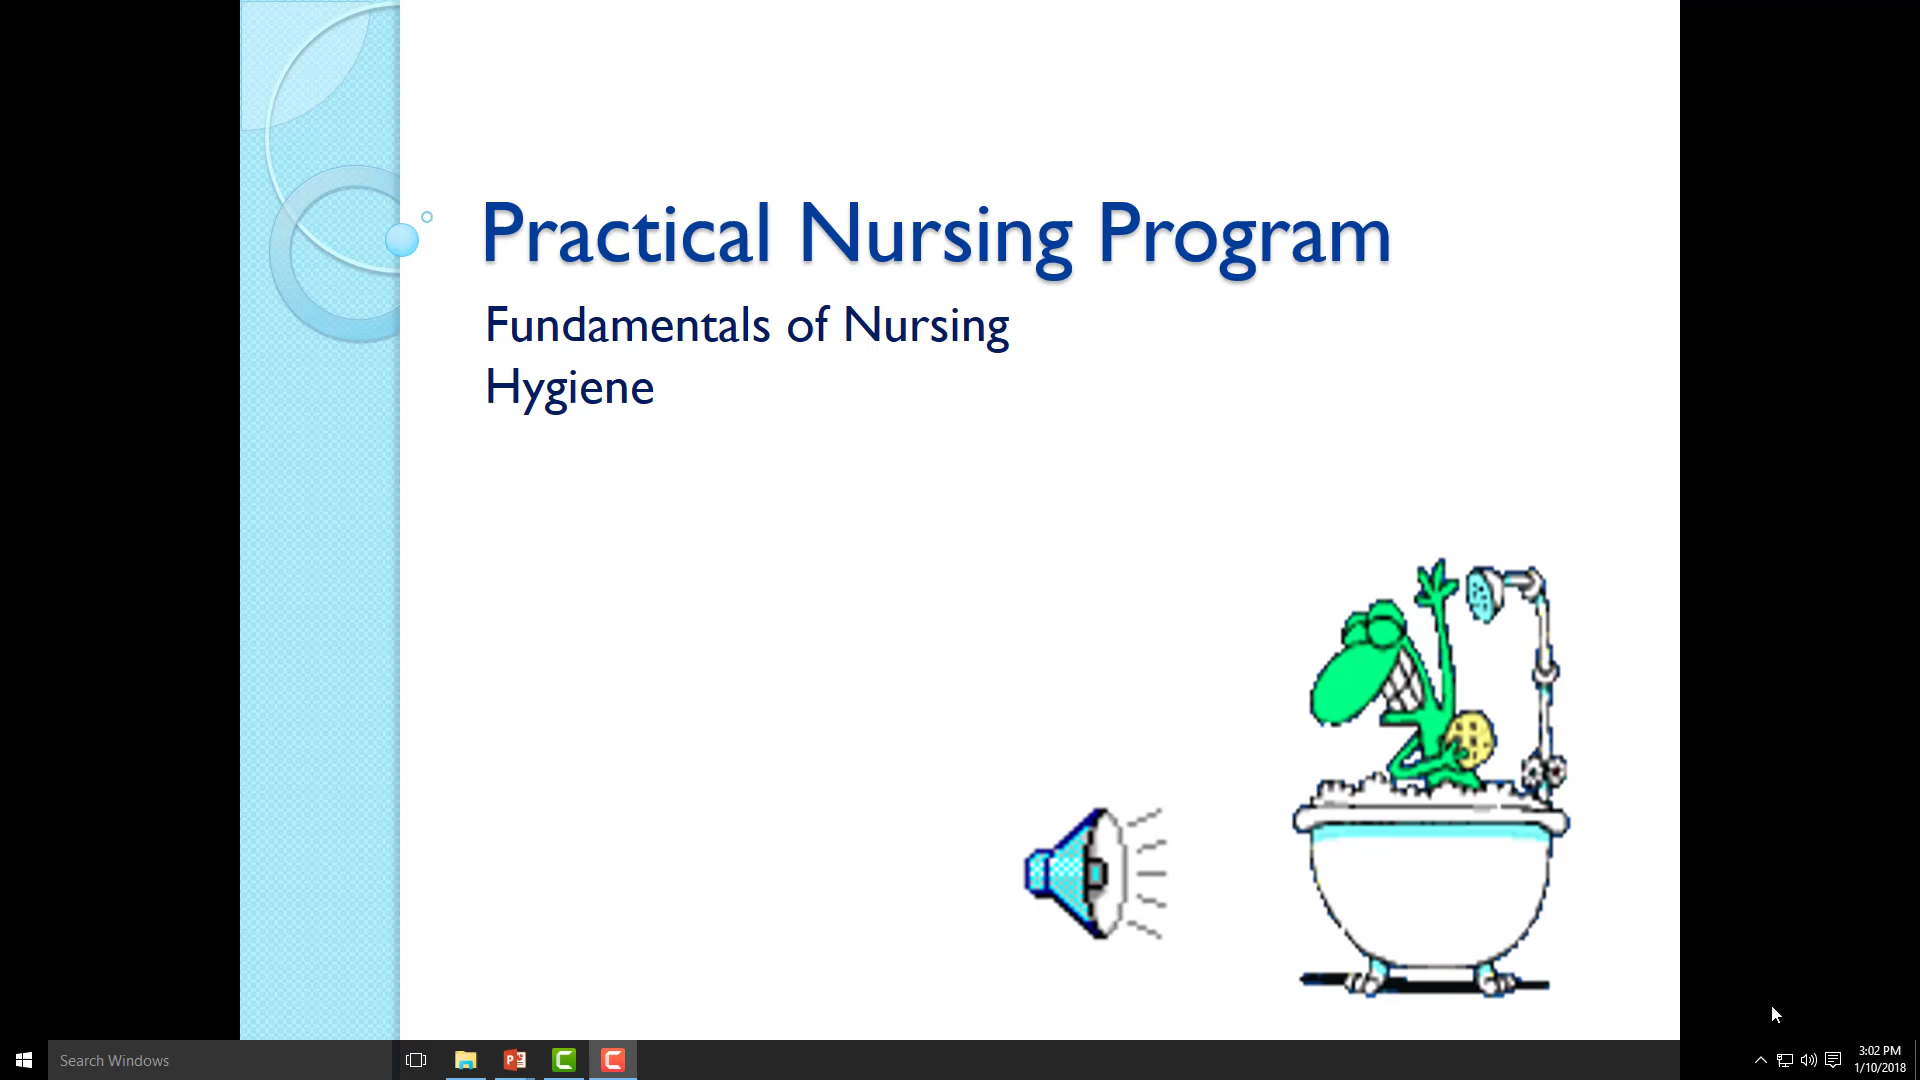 Practical Nursing Program
Fundamentals of Nursing
Hygiene
Search Windows
3:02 PM
1/10/2018